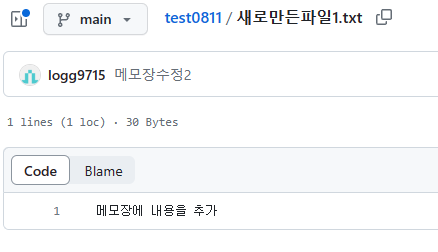 main test0811 / 새로만든파일1.txt
logg9715 메모장수정2
1 lines (1 loc) · 30 Bytes
Code Blame
1 메모장에 내용을 추가